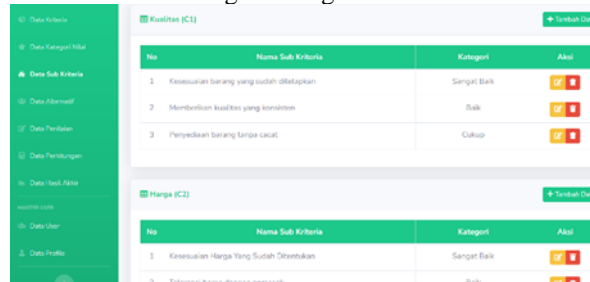 Data Kriteria
Data Kategori Nilai
Data Sub Kriteria
Data Alternatif
Data Penilaian
Data Perhitungan
Data Hasil Akhir
MASTER USER
Data User
Data Profile
Kualitas (C1)
+ Tambah Da
No Nama Sub Kriteria Kategori Aksi
1 Kesesuaian barang yang sudah ditetapkan Sangat Baik
2 Memberikan kualitas yang konsisten Baik
3 Penyediaan barang tanpa cacat Cukup
Harga (C2)
+ Tambah Da
No Nama Sub Kriteria Kategori Aksi
1 Kesesuaian Harga Yang Sudah Ditentukan Sangat Baik
2